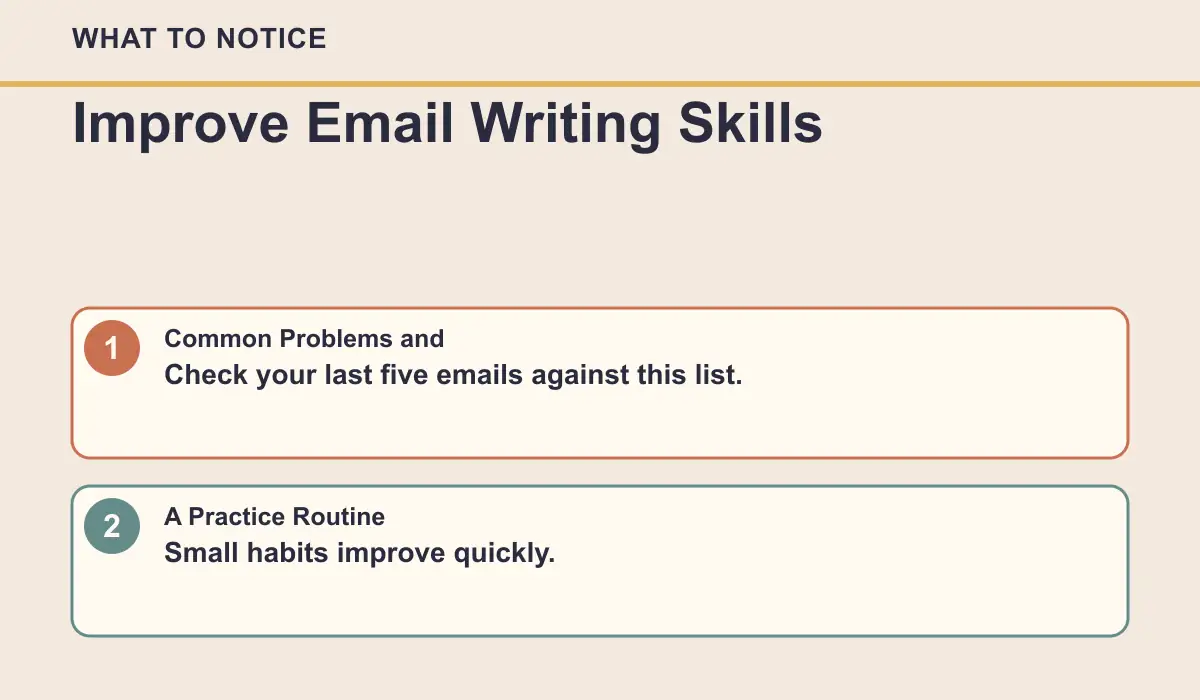 WHAT TO NOTICE
Improve Email Writing Skills
1
Common Problems and
Check your last five emails against this list.
2
A Practice Routine
Small habits improve quickly.